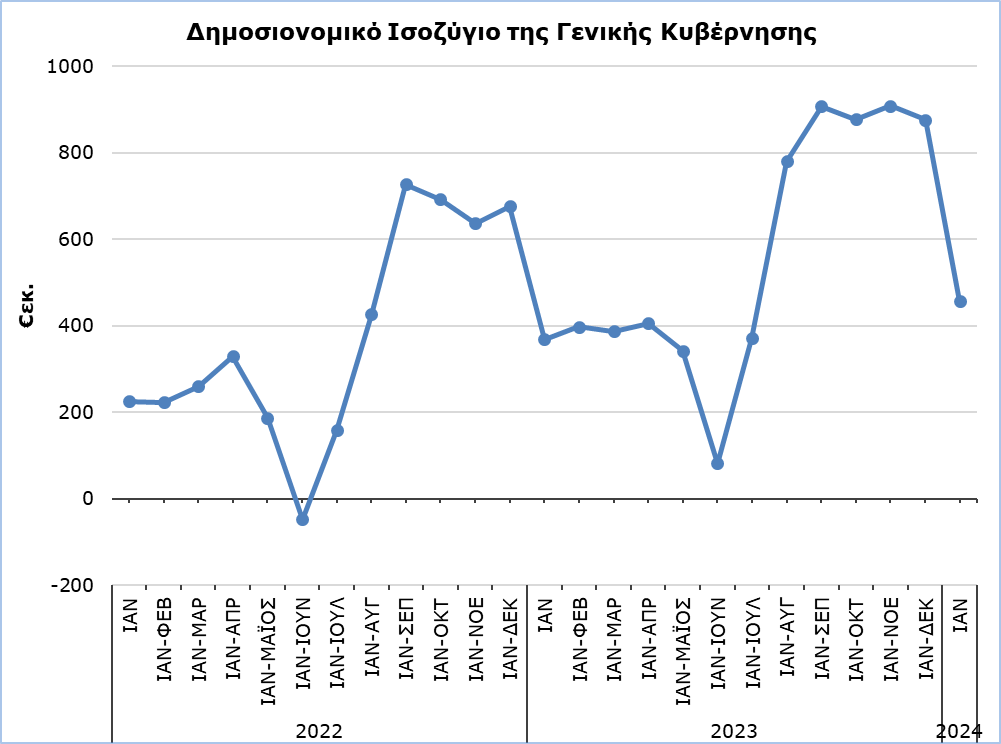 Δημοσιονομικό Ισοζύγιο της Γενικής Κυβέρνησης
1000
800
600
400
200
0
-200
€εκ.
ΙΑΝ
ΙΑΝ-ΦΕΒ
ΙΑΝ-ΜΑΡ
ΙΑΝ-ΑΠΡ
ΙΑΝ-ΜΑΪΟΣ
ΙΑΝ-ΙΟΥΝ
ΙΑΝ-ΙΟΥΛ
ΙΑΝ-ΑΥΓ
ΙΑΝ-ΣΕΠ
ΙΑΝ-ΟΚΤ
ΙΑΝ-ΝΟΕ
ΙΑΝ-ΔΕΚ
ΙΑΝ
ΙΑΝ-ΦΕΒ
ΙΑΝ-ΜΑΡ
ΙΑΝ-ΑΠΡ
ΙΑΝ-ΜΑΪΟΣ
ΙΑΝ-ΙΟΥΝ
ΙΑΝ-ΙΟΥΛ
ΙΑΝ-ΑΥΓ
ΙΑΝ-ΣΕΠ
ΙΑΝ-ΟΚΤ
ΙΑΝ-ΝΟΕ
ΙΑΝ-ΔΕΚ
ΙΑΝ
2022
2023
2024